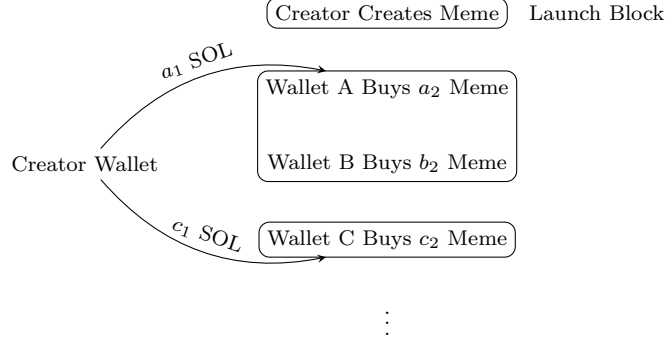 Creator Creates Meme Launch Block
a₁ SOL
Wallet A Buys a₂ Meme
Creator Wallet
Wallet B Buys b₂ Meme
c₁ SOL
Wallet C Buys c₂ Meme
⋮